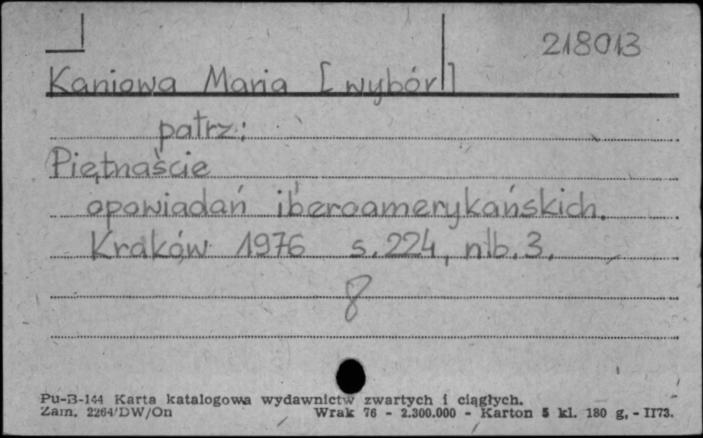 218013
Kaniowa Maria [wybór]
patrz:
Piętnaście
opowiadań iberoamerykańskich.
Kraków 1976 s. 224, nlb. 3.
8
Pu-B-144 Karta katalogowa wydawnictw zwartych i ciągłych.
Zam. 2264/DW/On Wrak 76 - 2.300.000 - Karton 5 kl. 180 g. - II73.